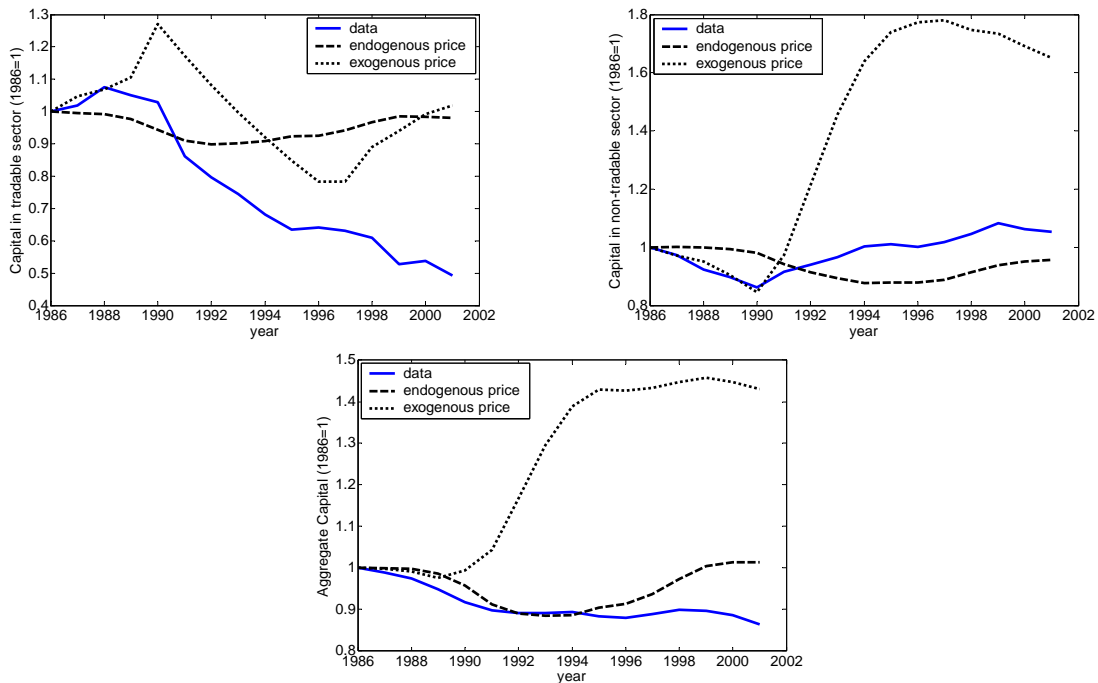 Capital in tradable sector (1986=1)
1.3
1.2
1.1
1
0.9
0.8
0.7
0.6
0.5
0.4
data
endogenous price
exogenous price
1986 1988 1990 1992 1994 1996 1998 2000 2002
year
Capital in non-tradable sector (1986=1)
1.8
1.6
1.4
1.2
1
0.8
data
endogenous price
exogenous price
1986 1988 1990 1992 1994 1996 1998 2000 2002
year
Aggregate Capital (1986=1)
1.5
1.4
1.3
1.2
1.1
1
0.9
0.8
data
endogenous price
exogenous price
1986 1988 1990 1992 1994 1996 1998 2000 2002
year